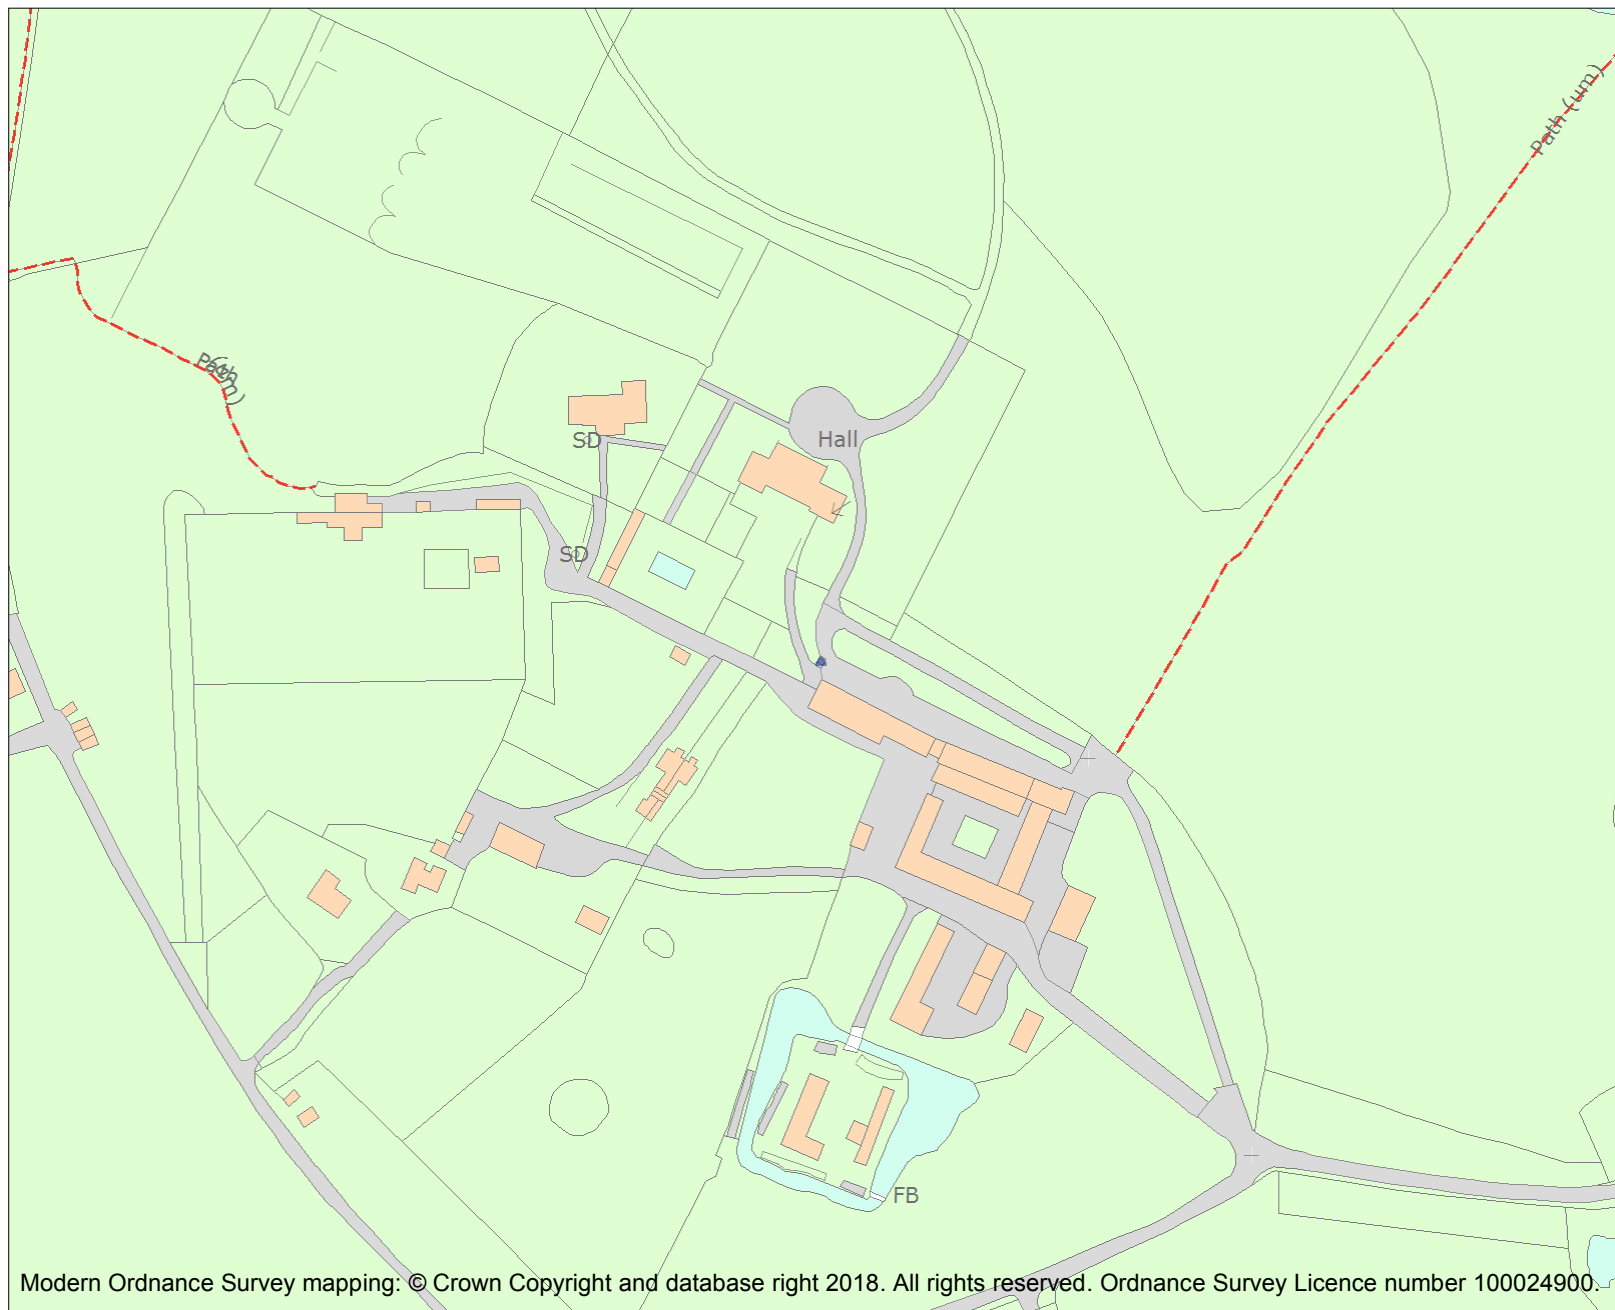 Path (um)
Path
(um)
Hall
SD
SD
FB
Modern Ordnance Survey mapping: © Crown Copyright and database right 2018. All rights reserved. Ordnance Survey Licence number 100024900.